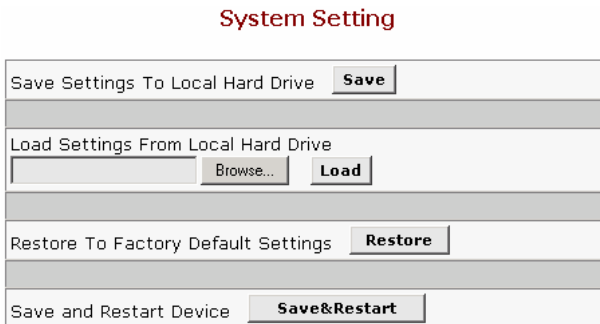 System Setting
Save Settings To Local Hard Drive Save
Load Settings From Local Hard Drive
Browse... Load
Restore To Factory Default Settings Restore
Save and Restart Device Save&Restart